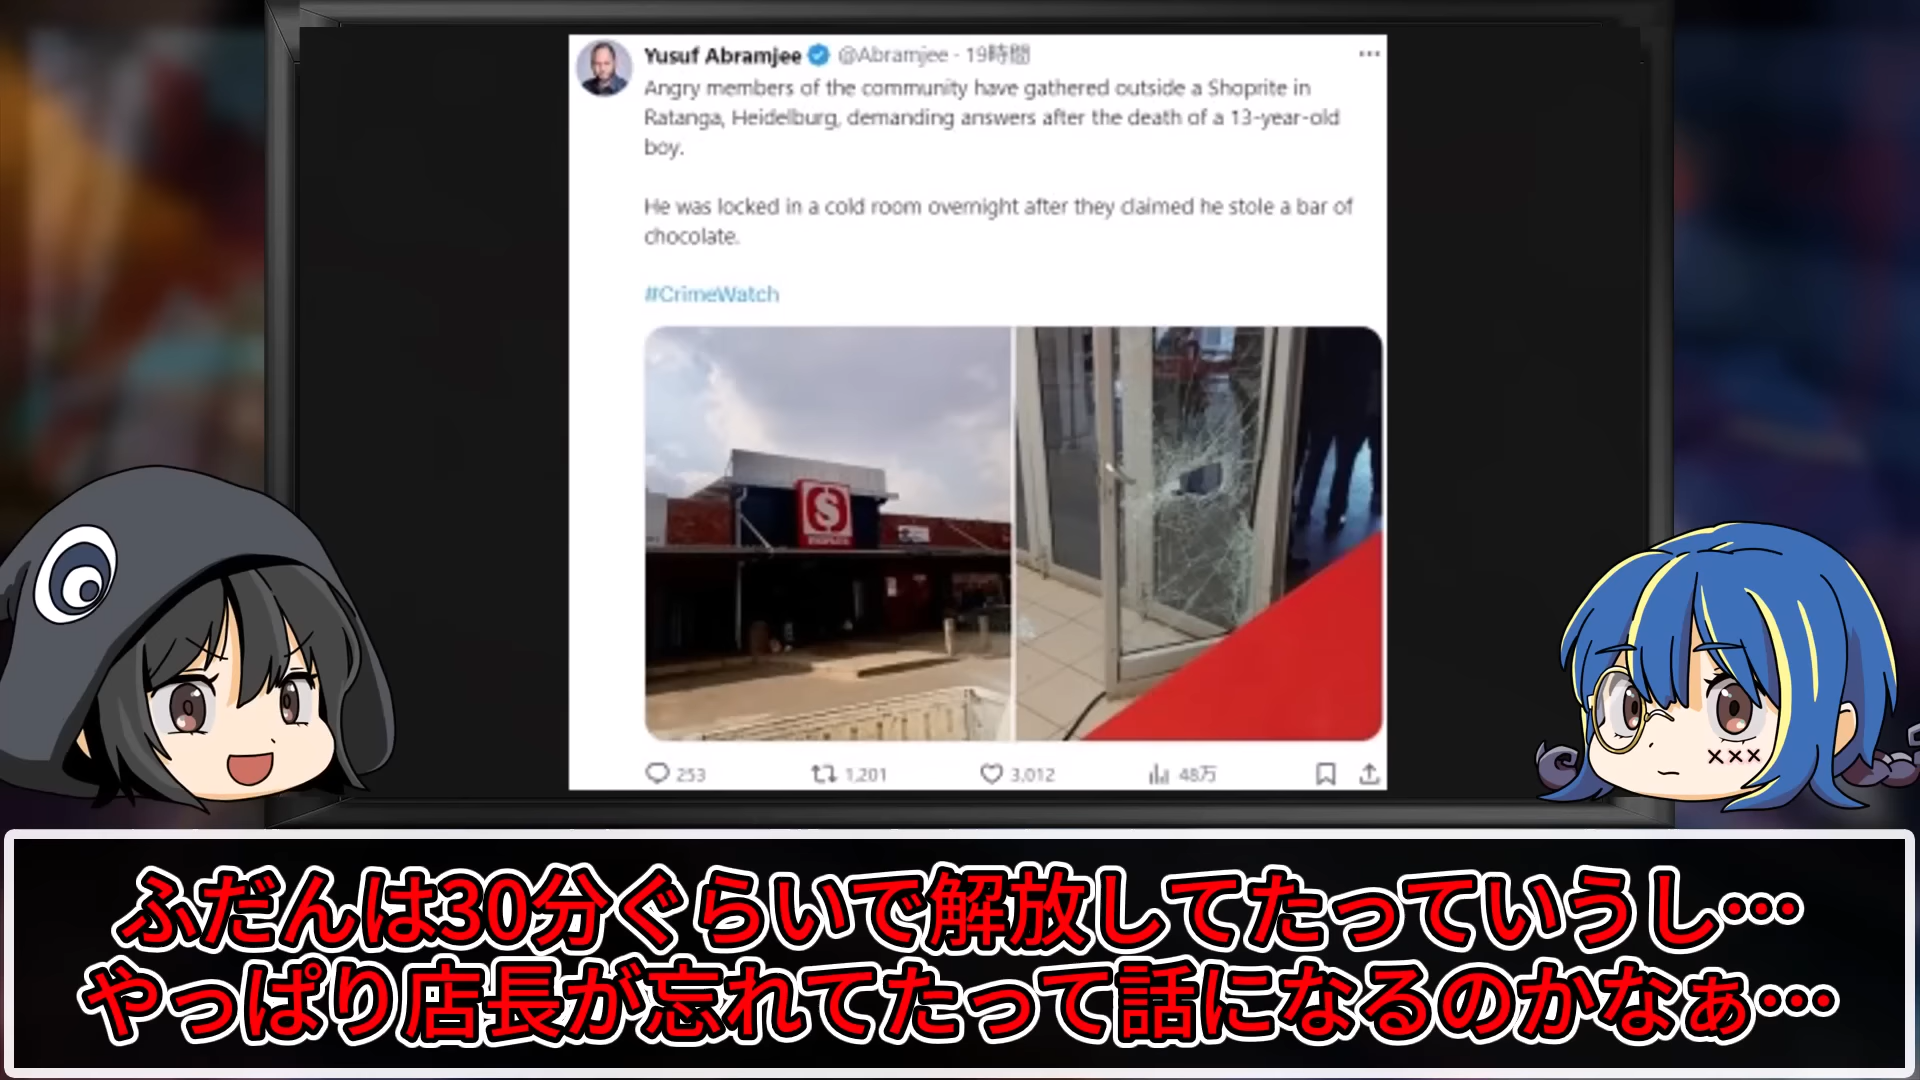 Yusuf Abramjee @Abramjee - 19時間
Angry members of the community have gathered outside a Shoprite in
Ratanga, Heidelburg, demanding answers after the death of a 13-year-old
boy.
He was locked in a cold room overnight after they claimed he stole a bar of
chocolate.
#CrimeWatch
253 1,201 3,012 48万
ふだんは30分ぐらいで解放してたっていうし…
やっぱり店長が忘れてたって話になるのかなぁ…